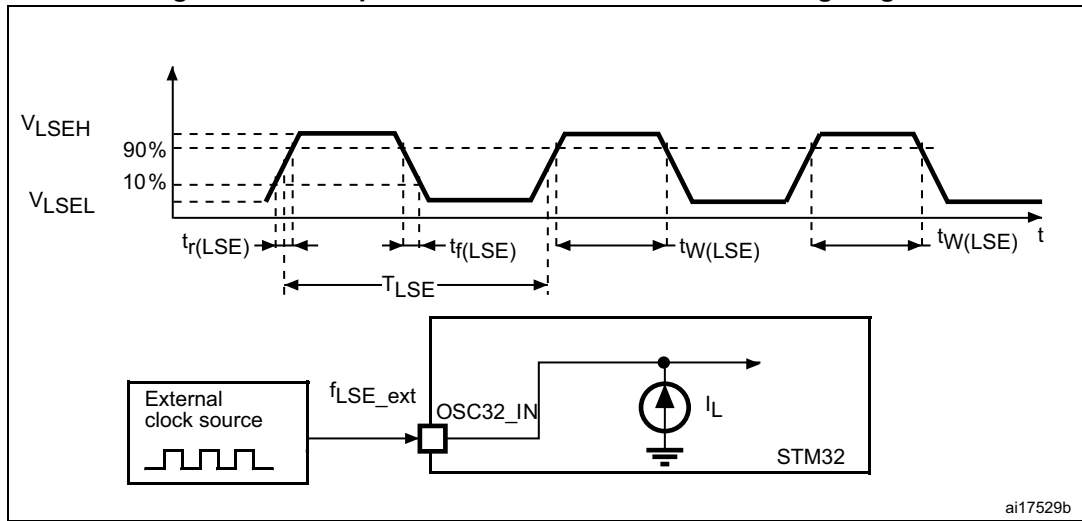 VLSEH
90%
10%
VLSEL
tr(LSE)
tf(LSE)
tW(LSE)
tW(LSE)
t
TLSE
External
clock source
fLSE_ext
OSC32_IN
IL
STM32
ai17529b